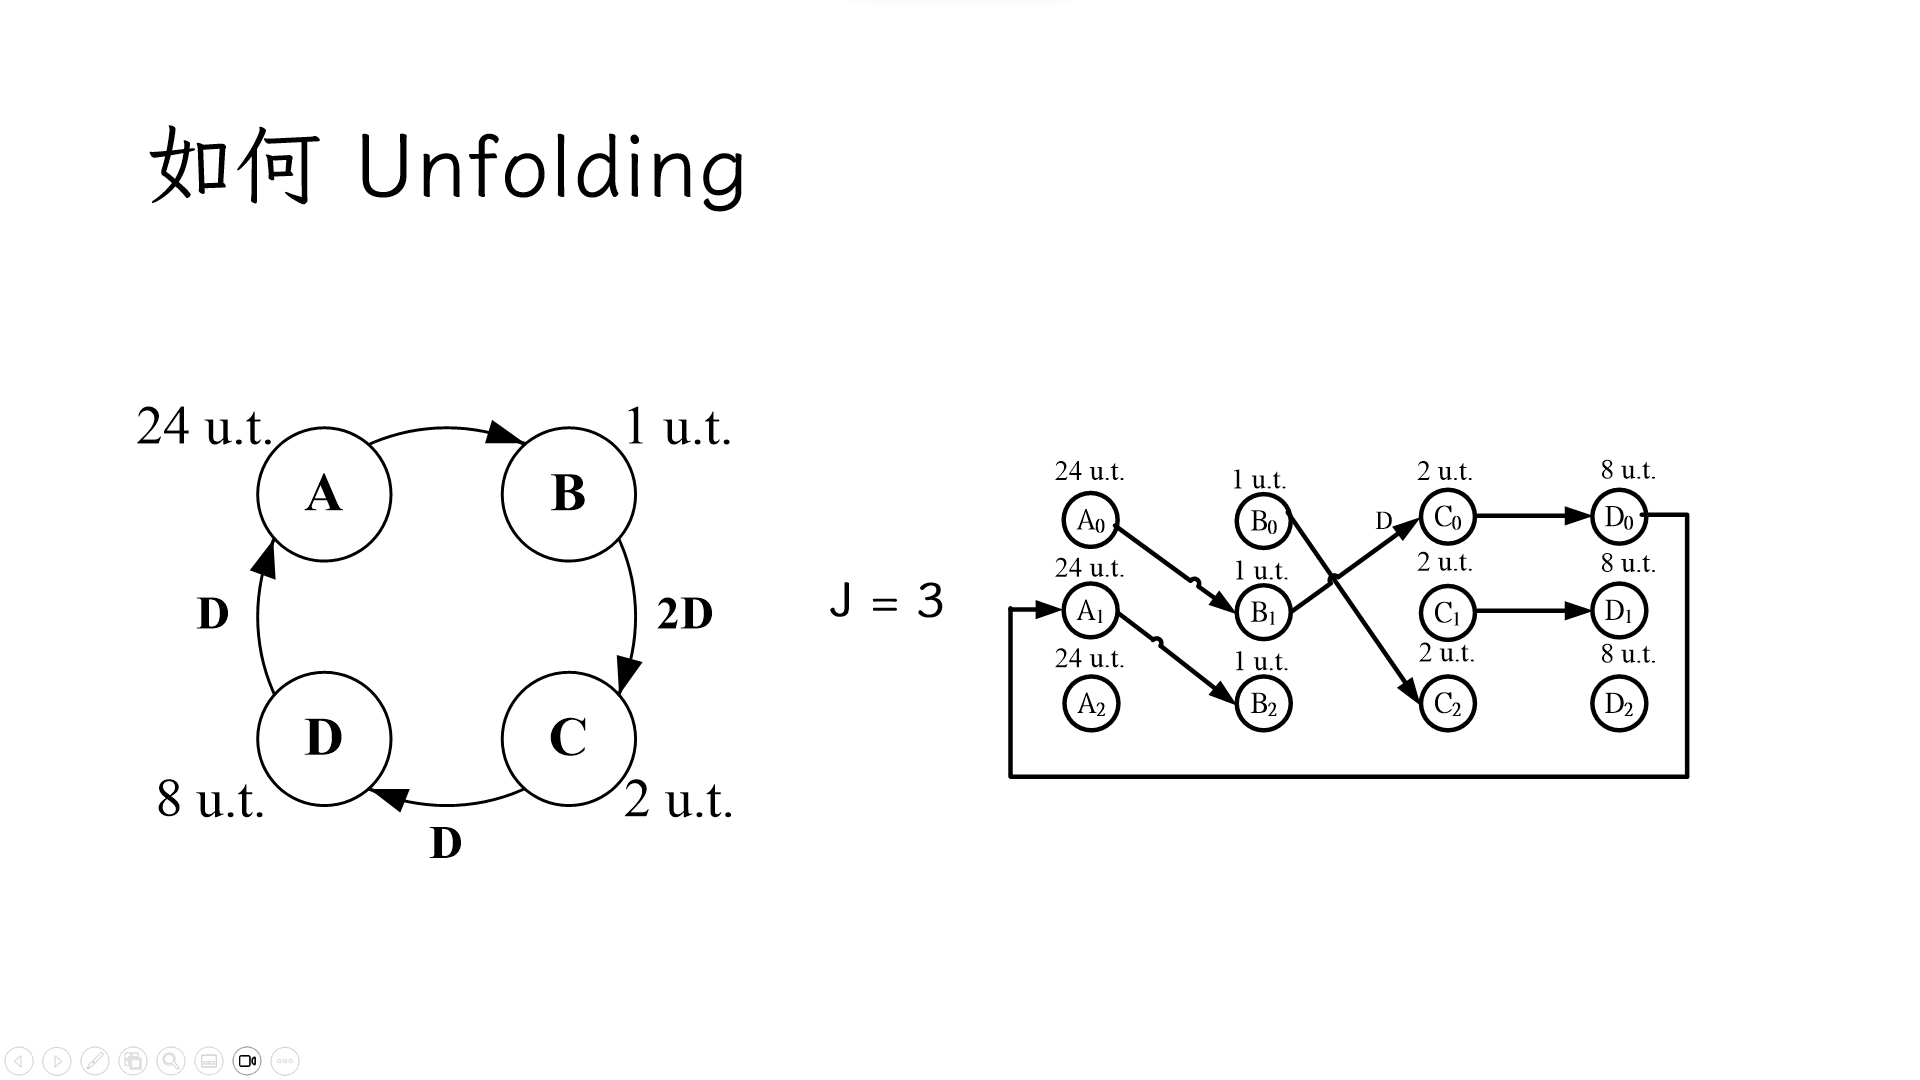 如何 Unfolding
24 u.t.
1 u.t.
A
B
D
2D
D
C
8 u.t.
2 u.t.
D
J = 3
24 u.t.
1 u.t.
2 u.t.
8 u.t.
A0
B0
D
C0
D0
24 u.t.
1 u.t.
2 u.t.
8 u.t.
A1
B1
C1
D1
24 u.t.
1 u.t.
2 u.t.
8 u.t.
A2
B2
C2
D2